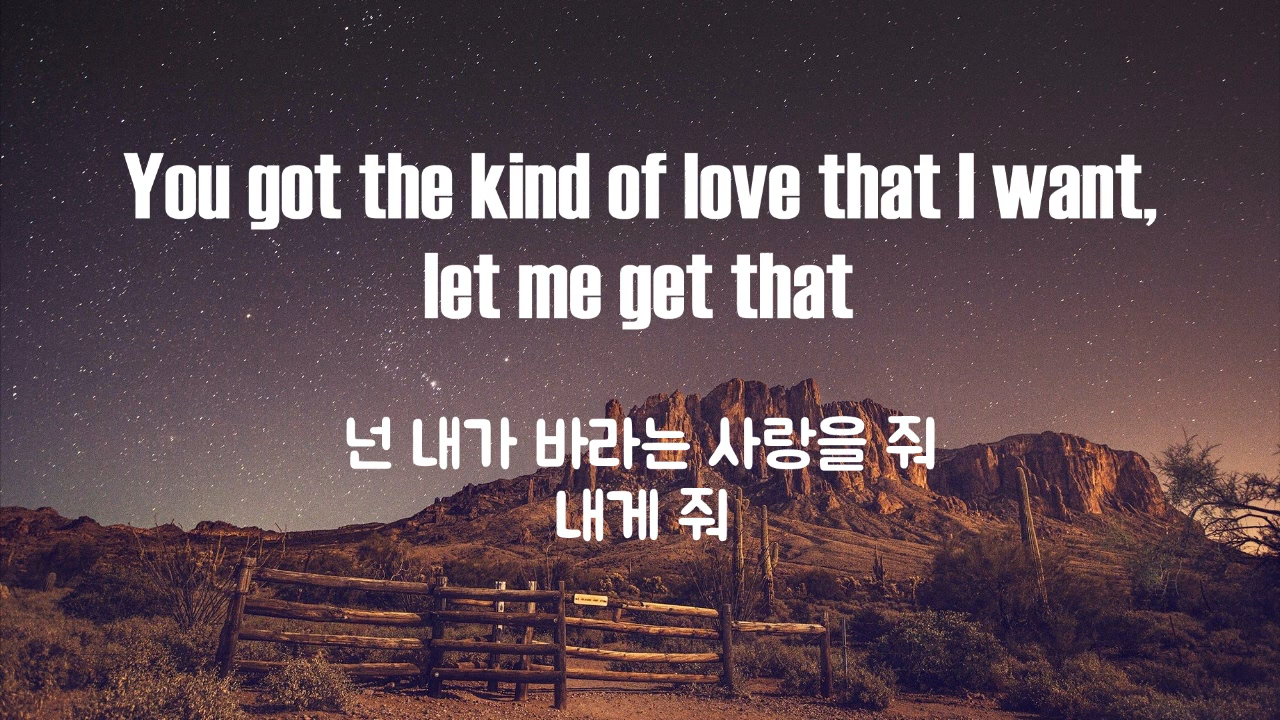 You got the kind of love that I want,
let me get that
넌 내가 바라는 사랑을 줘
내게 줘